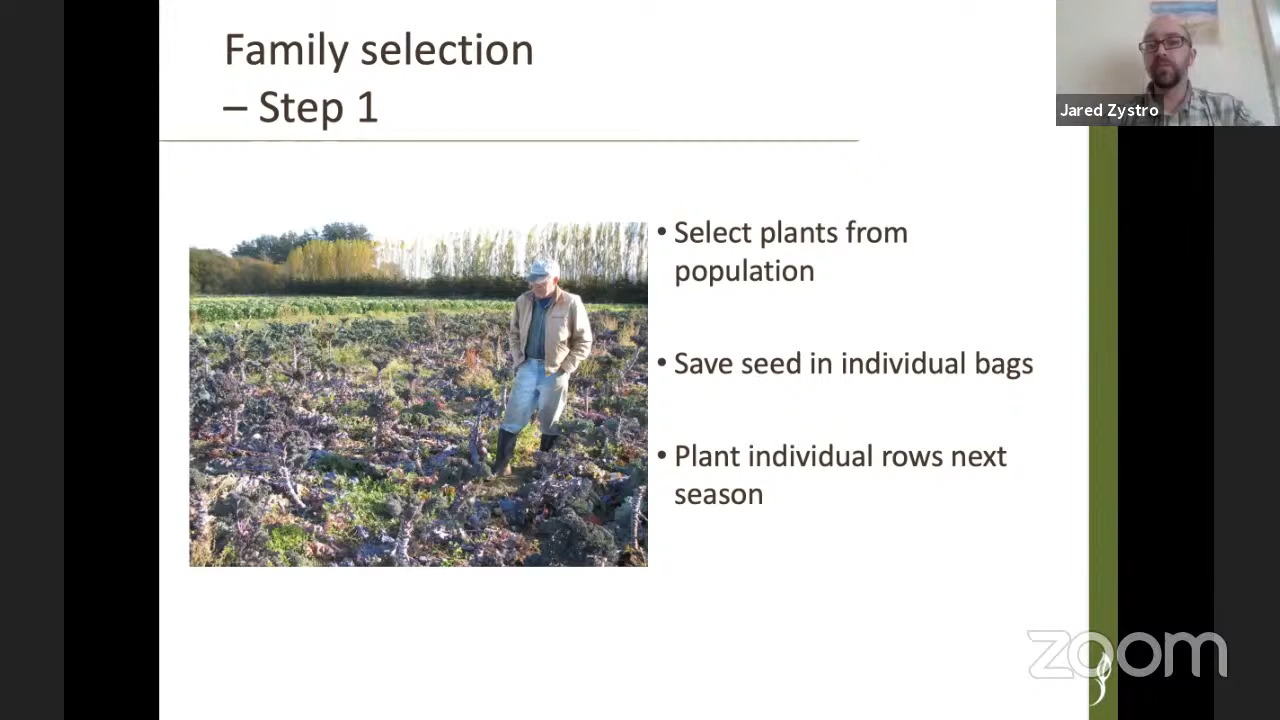 Family selection
– Step 1
Jared Zystro
• Select plants from
population
• Save seed in individual bags
• Plant individual rows next
season
zoom